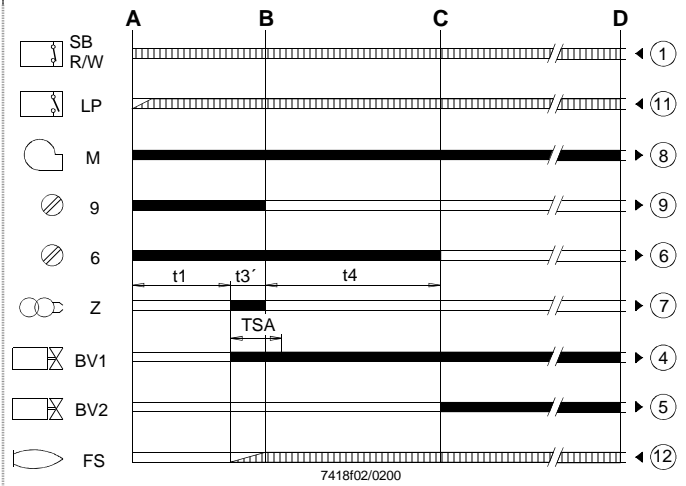 A B C D
SB
R/W
1
LP
11
M
8
9
9
6
6
t1 t3´ t4
Z
7
TSA
BV1
4
BV2
5
FS
12
7418f02/0200